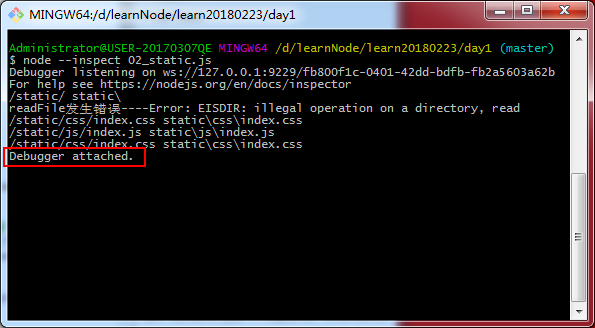 MINGW64:/d/learnNode/learn20180223/day1
Administrator@USER-20170307QE MINGW64 /d/learnNode/learn20180223/day1 (master)
$ node --inspect 02_static.js
Debugger listening on ws://127.0.0.1:9229/fb800f1c-0401-42dd-bdfb-fb2a5603a62b
For help see https://nodejs.org/en/docs/inspector
/static/ static\
readFile发生错误----Error: EISDIR: illegal operation on a directory, read
/static/css/index.css static\css\index.css
/static/js/index.js static\js\index.js
/static/css/index.css static\css\index.css
Debugger attached.